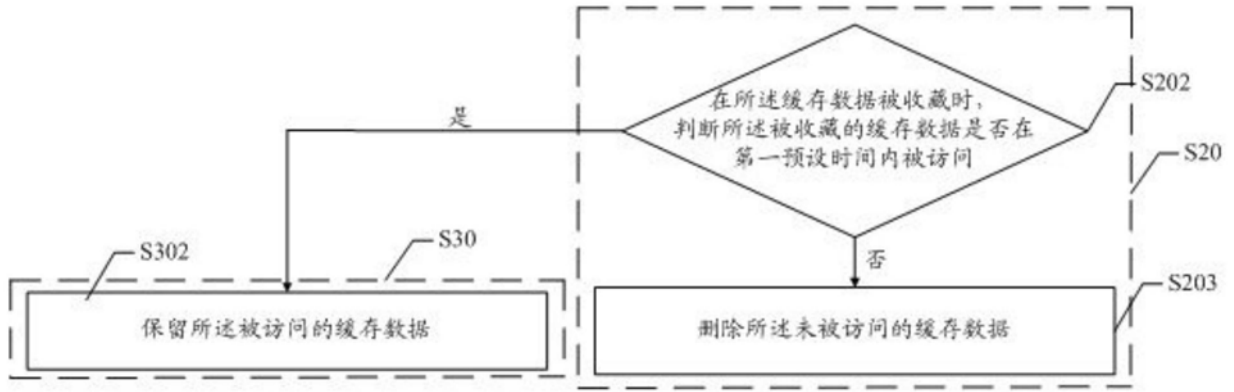 在所述缓存数据被收藏时，
判断所述被收藏的缓存数据是否在
第一预设时间内被访问
S202
是
S20
否
S30
S302
保留所述被访问的缓存数据
S203
删除所述未被访问的缓存数据